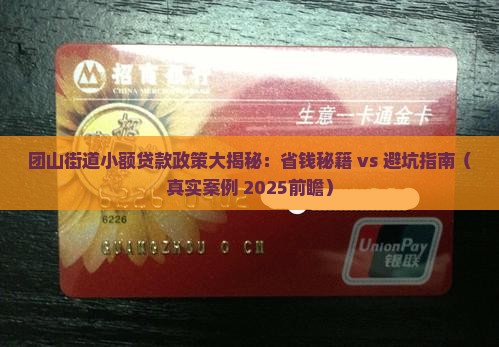 招商银行
CHINA MERCHANTS BANK
生意一卡通金卡
团山街道小额贷款政策大揭秘：省钱秘籍 vs 避坑指南（
真实案例 2025前瞻）
6226
GUANGZHOU O CH
UnionPay
银联